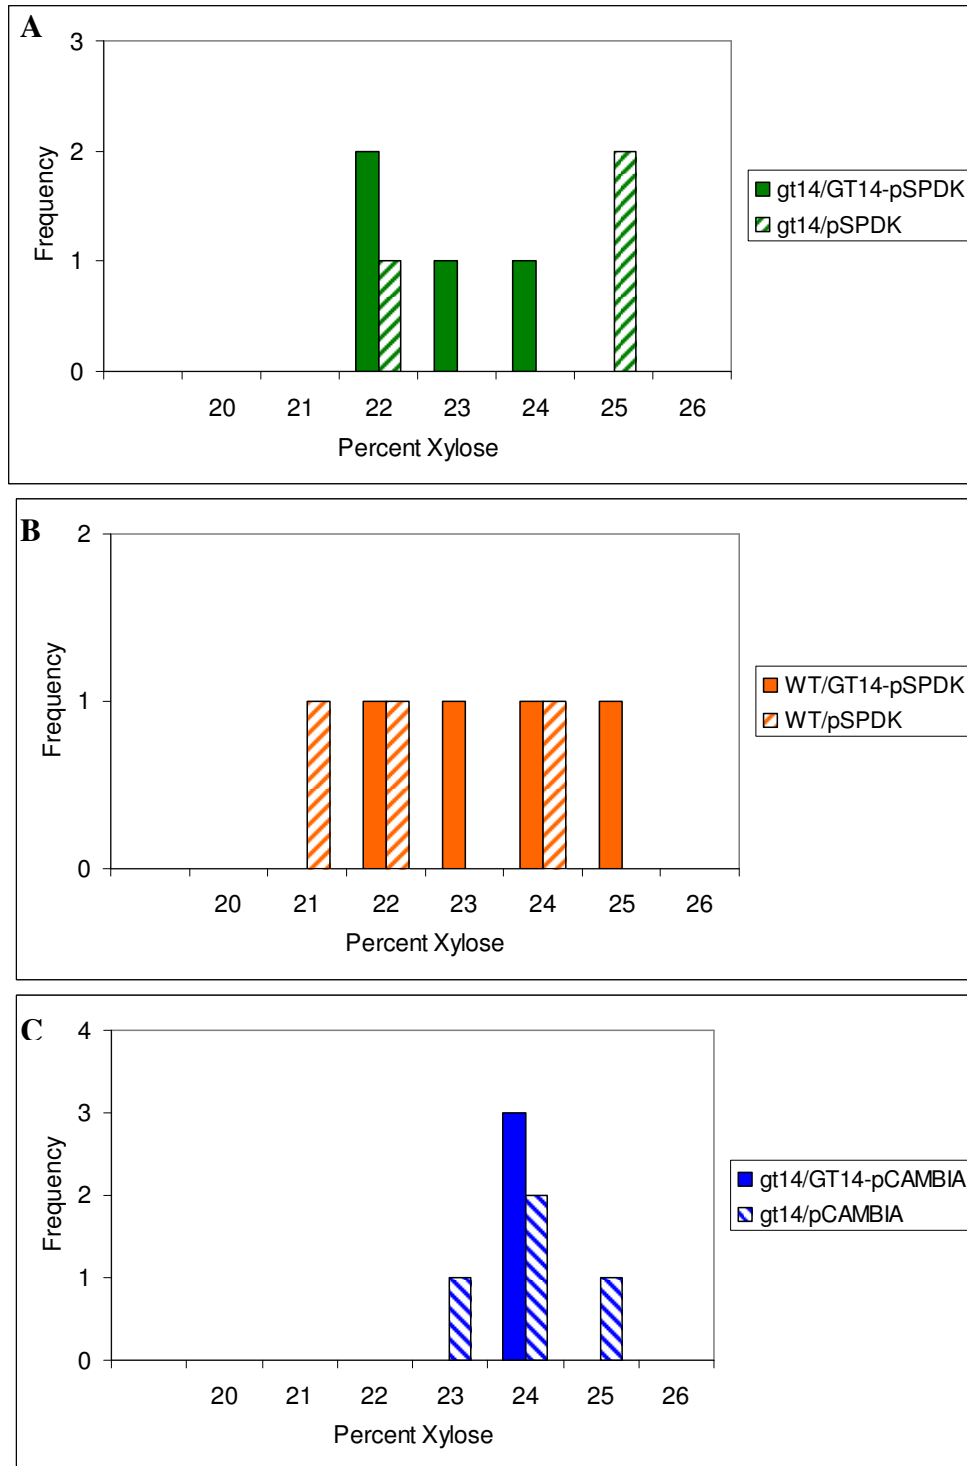 A
3
2
1
0
Frequency
20 21 22 23 24 25 26
Percent Xylose
gt14/GT14-pSPDK
gt14/pSPDK
B
2
1
0
Frequency
20 21 22 23 24 25 26
Percent Xylose
WT/GT14-pSPDK
WT/pSPDK
C
4
3
2
1
0
Frequency
20 21 22 23 24 25 26
Percent Xylose
gt14/GT14-pCAMBIA
gt14/pCAMBIA